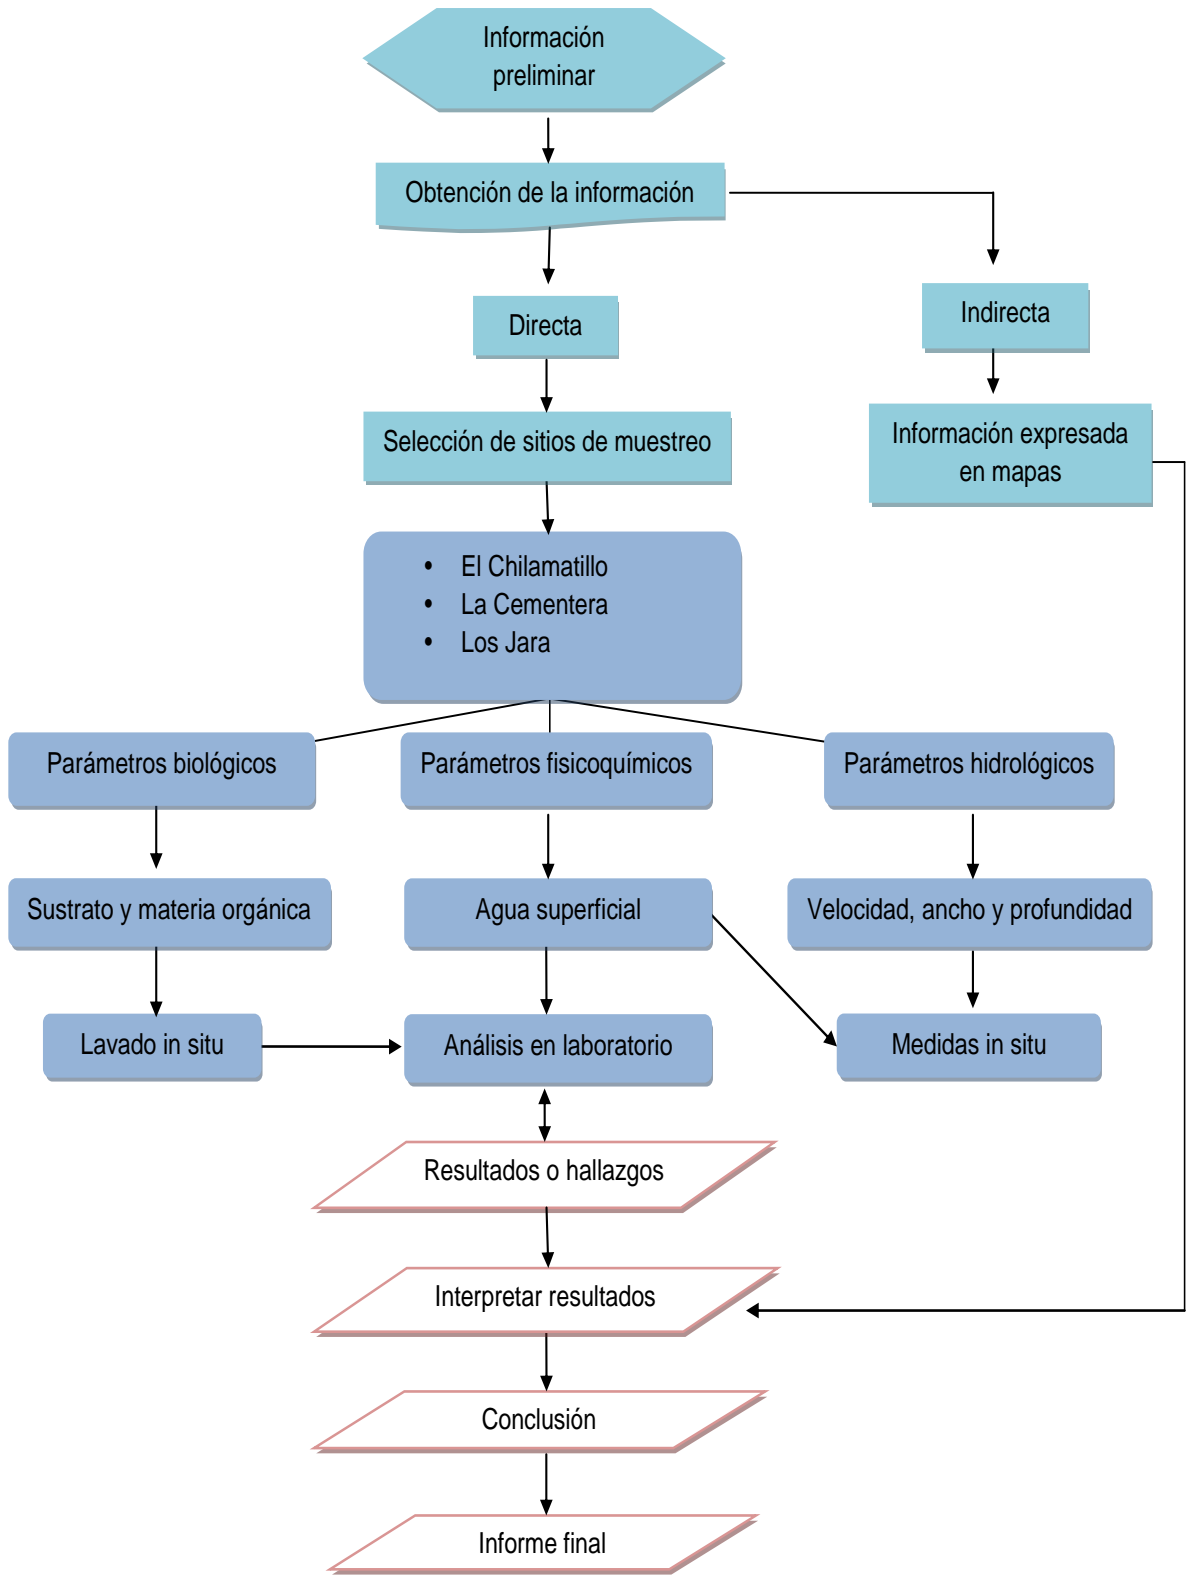 Información
preliminar
Obtención de la información
Directa
Indirecta
Selección de sitios de muestreo
Información expresada
en mapas
• El Chilamatillo
• La Cementera
• Los Jara
Parámetros biológicos
Parámetros fisicoquímicos
Parámetros hidrológicos
Sustrato y materia orgánica
Agua superficial
Velocidad, ancho y profundidad
Lavado in situ
Análisis en laboratorio
Medidas in situ
Resultados o hallazgos
Interpretar resultados
Conclusión
Informe final